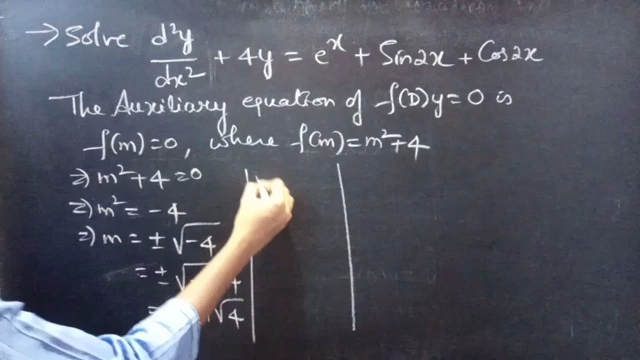 → Solve d²y/dx² + 4y = eˣ + Sin2x + Cos2x
The Auxiliary equation of f(D)y = 0 is
f(m) = 0, where f(m) = m² + 4
⇒ m² + 4 = 0
⇒ m² = -4
⇒ m = ± √-4
= ± √
= √4